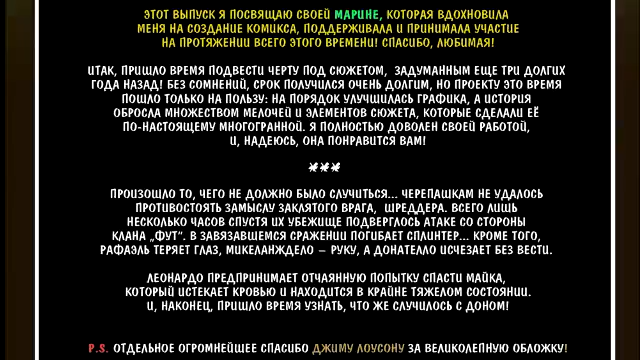 ЭТОТ ВЫПУСК Я ПОСВЯЩАЮ СВОЕЙ МАРИНЕ, КОТОРАЯ ВДОХНОВИЛА
МЕНЯ НА СОЗДАНИЕ КОМИКСА, ПОДДЕРЖИВАЛА И ПРИНИМАЛА УЧАСТИЕ
НА ПРОТЯЖЕНИИ ВСЕГО ЭТОГО ВРЕМЕНИ! СПАСИБО, ЛЮБИМАЯ!
ИТАК, ПРИШЛО ВРЕМЯ ПОДВЕСТИ ЧЕРТУ ПОД СЮЖЕТОМ, ЗАДУМАННЫМ ЕЩЕ ТРИ ДОЛГИХ
ГОДА НАЗАД! БЕЗ СОМНЕНИЙ, СРОК ПОЛУЧИЛСЯ ОЧЕНЬ ДОЛГИМ, НО ПРОЕКТУ ЭТО ВРЕМЯ
ПОШЛО ТОЛЬКО НА ПОЛЬЗУ: НА ПОРЯДОК УЛУЧШИЛАСЬ ГРАФИКА, А ИСТОРИЯ
ОБРОСЛА МНОЖЕСТВОМ МЕЛОЧЕЙ И ЭЛЕМЕНТОВ СЮЖЕТА, КОТОРЫЕ СДЕЛАЛИ ЕЁ
ПО-НАСТОЯЩЕМУ МНОГОГРАННОЙ. Я ПОЛНОСТЬЮ ДОВОЛЕН СВОЕЙ РАБОТОЙ,
И, НАДЕЮСЬ, ОНА ПОНРАВИТСЯ ВАМ!
***
ПРОИЗОШЛО ТО, ЧЕГО НЕ ДОЛЖНО БЫЛО СЛУЧИТЬСЯ... ЧЕРЕПАШКАМ НЕ УДАЛОСЬ
ПРОТИВОСТОЯТЬ ЗАМЫСЛУ ЗАКЛЯТОГО ВРАГА, ШРЕДДЕРА. ВСЕГО ЛИШЬ
НЕСКОЛЬКО ЧАСОВ СПУСТЯ ИХ УБЕЖИЩЕ ПОДВЕРГЛОСЬ АТАКЕ СО СТОРОНЫ
КЛАНА „ФУТ". В ЗАВЯЗАВШЕМСЯ СРАЖЕНИИ ПОГИБАЕТ СПЛИНТЕР... КРОМЕ ТОГО,
РАФАЭЛЬ ТЕРЯЕТ ГЛАЗ, МИКЕЛАНДЖЕЛО – РУКУ, А ДОНАТЕЛЛО ИСЧЕЗАЕТ БЕЗ ВЕСТИ.
ЛЕОНАРДО ПРЕДПРИНИМАЕТ ОТЧАЯННУЮ ПОПЫТКУ СПАСТИ МАЙКА,
КОТОРЫЙ ИСТЕКАЕТ КРОВЬЮ И НАХОДИТСЯ В КРАЙНЕ ТЯЖЕЛОМ СОСТОЯНИИ.
И, НАКОНЕЦ, ПРИШЛО ВРЕМЯ УЗНАТЬ, ЧТО ЖЕ СЛУЧИЛОСЬ С ДОНОМ!
P.S. ОТДЕЛЬНОЕ ОГРОМНЕЙШЕЕ СПАСИБО ДЖИМУ ЛОУСОНУ ЗА ВЕЛИКОЛЕПНУЮ ОБЛОЖКУ!